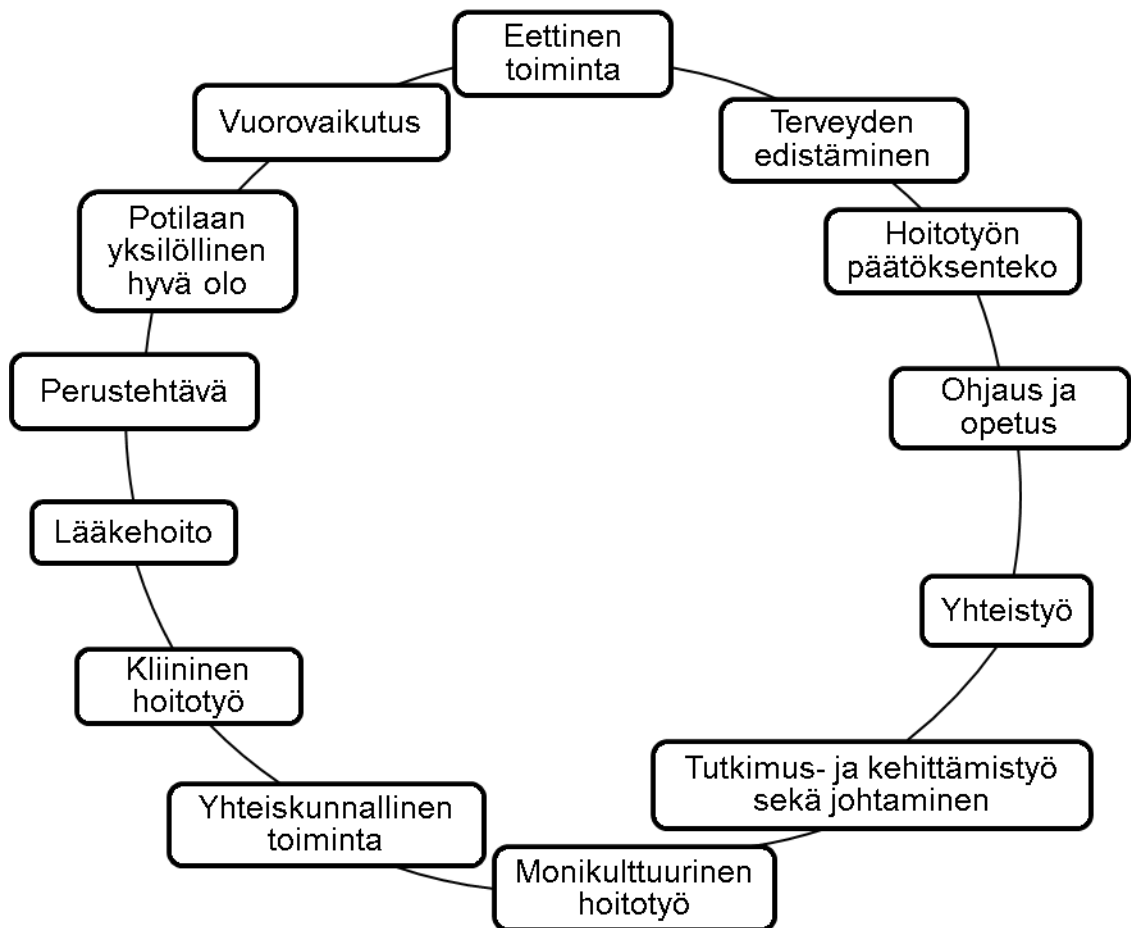 Eettinen
toiminta
Terveyden
edistäminen
Hoitotyön
päätöksenteko
Ohjaus ja
opetus
Yhteistyö
Tutkimus- ja kehittämistyö
sekä johtaminen
Monikulttuurinen
hoitotyö
Yhteiskunnallinen
toiminta
Kliininen
hoitotyö
Lääkehoito
Perustehtävä
Potilaan
yksilöllinen
hyvä olo
Vuorovaikutus